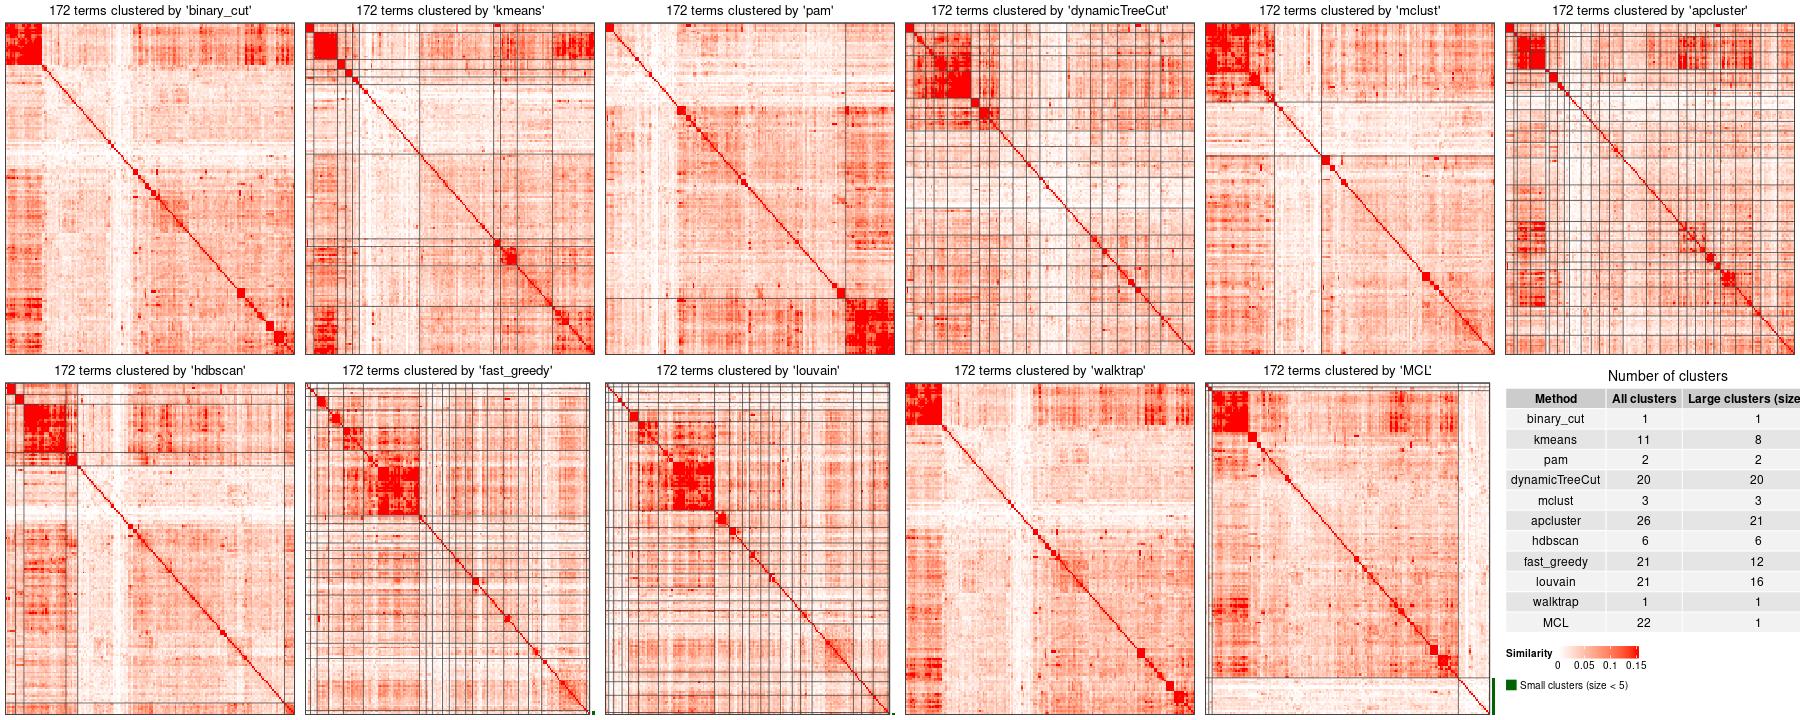 172 terms clustered by 'binary_cut'
172 terms clustered by 'kmeans'
172 terms clustered by 'pam'
172 terms clustered by 'dynamicTreeCut'
172 terms clustered by 'mclust'
172 terms clustered by 'apcluster'
172 terms clustered by 'hdbscan'
172 terms clustered by 'fast_greedy'
172 terms clustered by 'louvain'
172 terms clustered by 'walktrap'
172 terms clustered by 'MCL'
Number of clusters
Method All clusters Large clusters (size
binary_cut 1 1
kmeans 11 8
pam 2 2
dynamicTreeCut 20 20
mclust 3 3
apcluster 26 21
hdbscan 6 6
fast_greedy 21 12
louvain 21 16
walktrap 1 1
MCL 22 1
Similarity
0 0.05 0.1 0.15
Small clusters (size < 5)